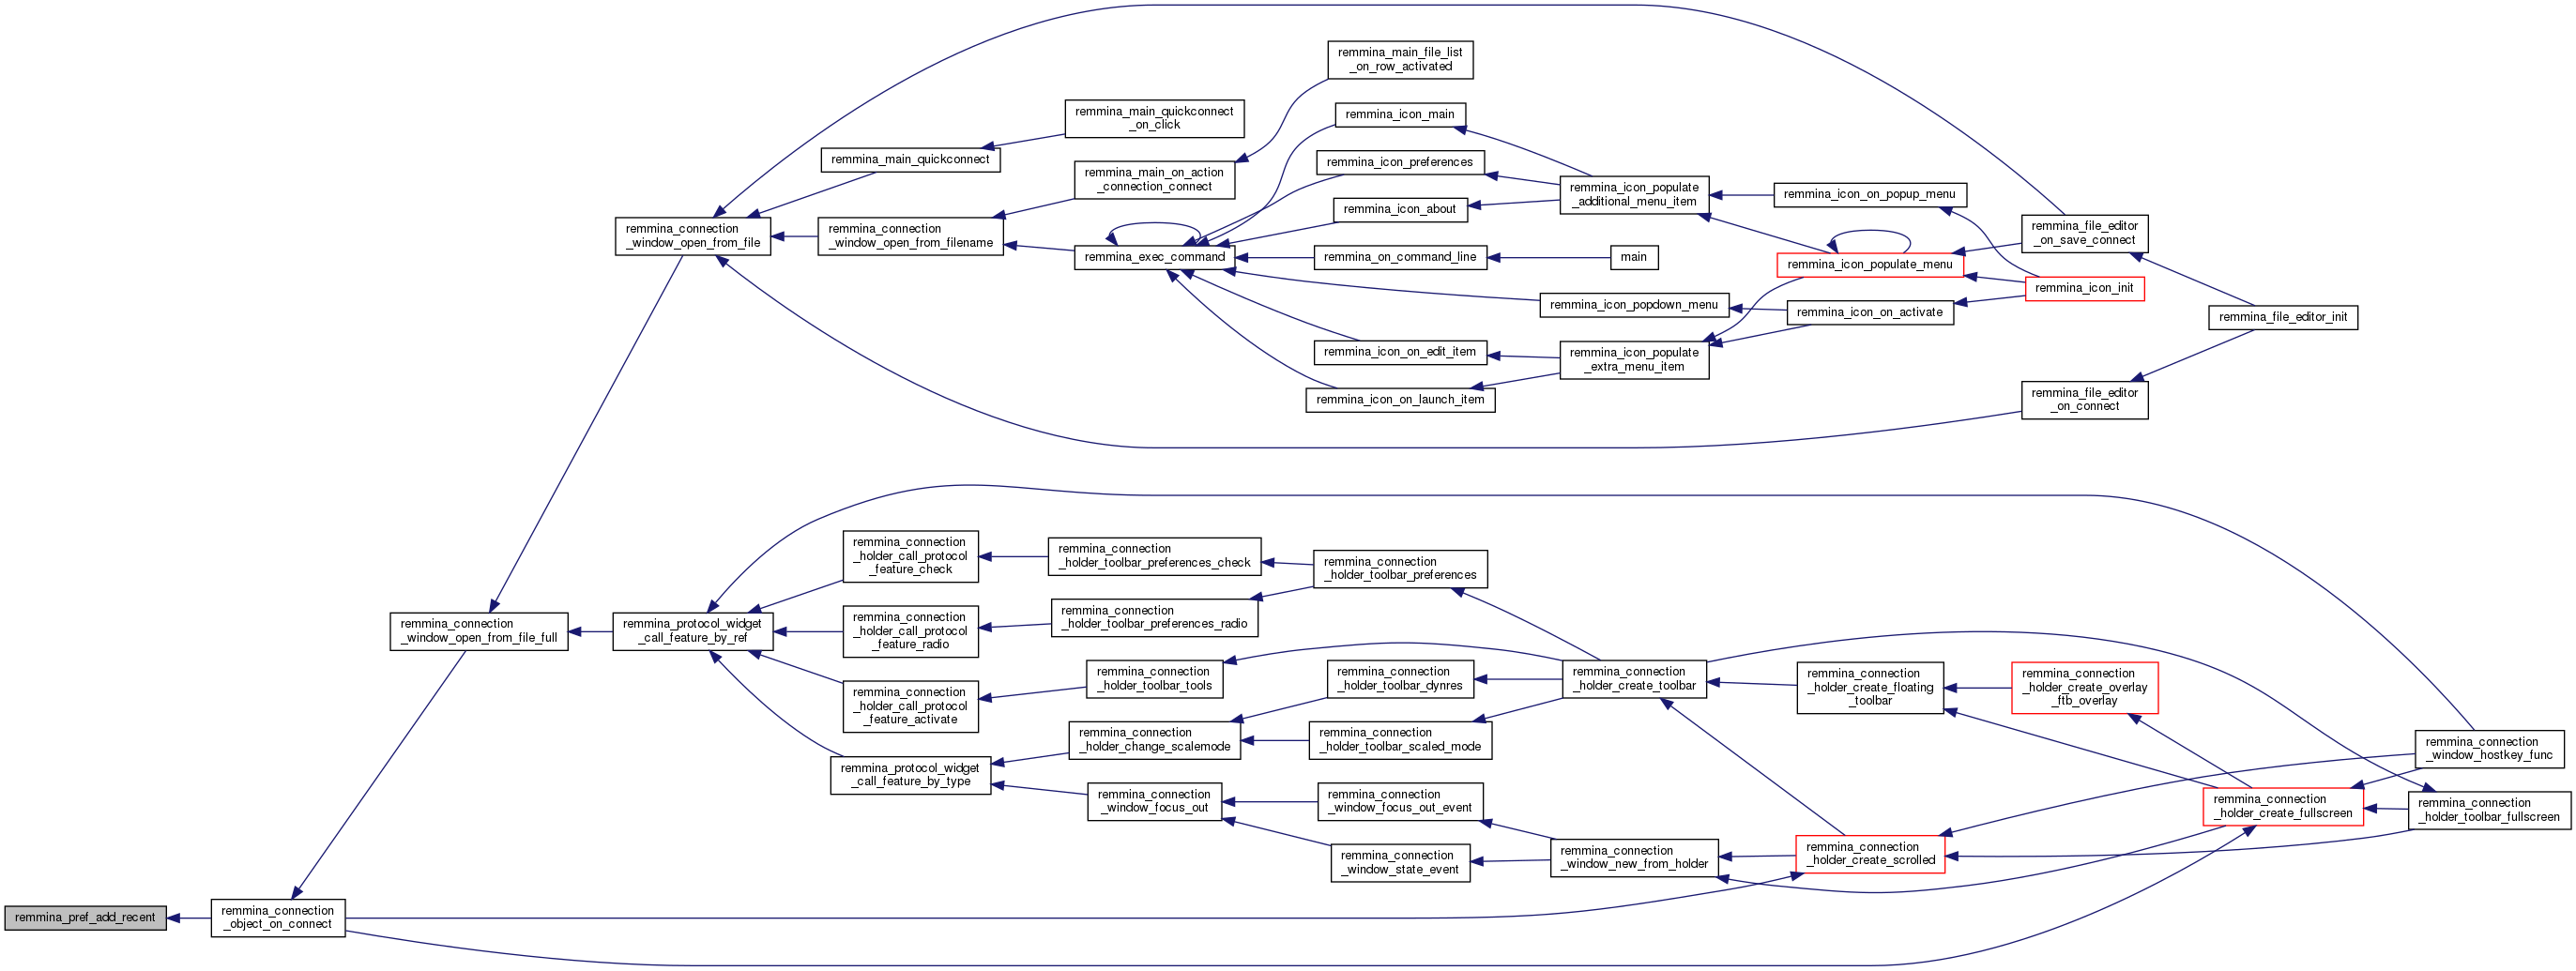 remmina_pref_add_recent
remmina_connection
_object_on_connect
remmina_connection
_window_open_from_file_full
remmina_connection
_window_open_from_file
remmina_main_quickconnect
remmina_main_quickconnect
_on_click
remmina_connection
_window_open_from_filename
remmina_main_on_action
_connection_connect
remmina_main_file_list
_on_row_activated
remmina_exec_command
remmina_icon_main
remmina_icon_preferences
remmina_icon_about
remmina_on_command_line
main
remmina_icon_popdown_menu
remmina_icon_on_edit_item
remmina_icon_on_launch_item
remmina_icon_populate
_additional_menu_item
remmina_icon_on_popup_menu
remmina_icon_populate_menu
remmina_icon_on_activate
remmina_icon_populate
_extra_menu_item
remmina_file_editor
_on_save_connect
remmina_icon_init
remmina_file_editor_init
remmina_file_editor
_on_connect
remmina_protocol_widget
_call_feature_by_ref
remmina_connection
_holder_call_protocol
_feature_check
remmina_connection
_holder_toolbar_preferences_check
remmina_connection
_holder_toolbar_preferences
remmina_connection
_holder_call_protocol
_feature_radio
remmina_connection
_holder_toolbar_preferences_radio
remmina_connection
_holder_call_protocol
_feature_activate
remmina_connection
_holder_toolbar_tools
remmina_protocol_widget
_call_feature_by_type
remmina_connection
_holder_change_scalemode
remmina_connection
_holder_toolbar_dynres
remmina_connection
_holder_toolbar_scaled_mode
remmina_connection
_window_focus_out
remmina_connection
_window_focus_out_event
remmina_connection
_window_state_event
remmina_connection
_holder_create_toolbar
remmina_connection
_window_new_from_holder
remmina_connection
_holder_create_floating
_toolbar
remmina_connection
_holder_create_overlay
_ftb_overlay
remmina_connection
_holder_create_scrolled
remmina_connection
_holder_create_fullscreen
remmina_connection
_window_hostkey_func
remmina_connection
_holder_toolbar_fullscreen